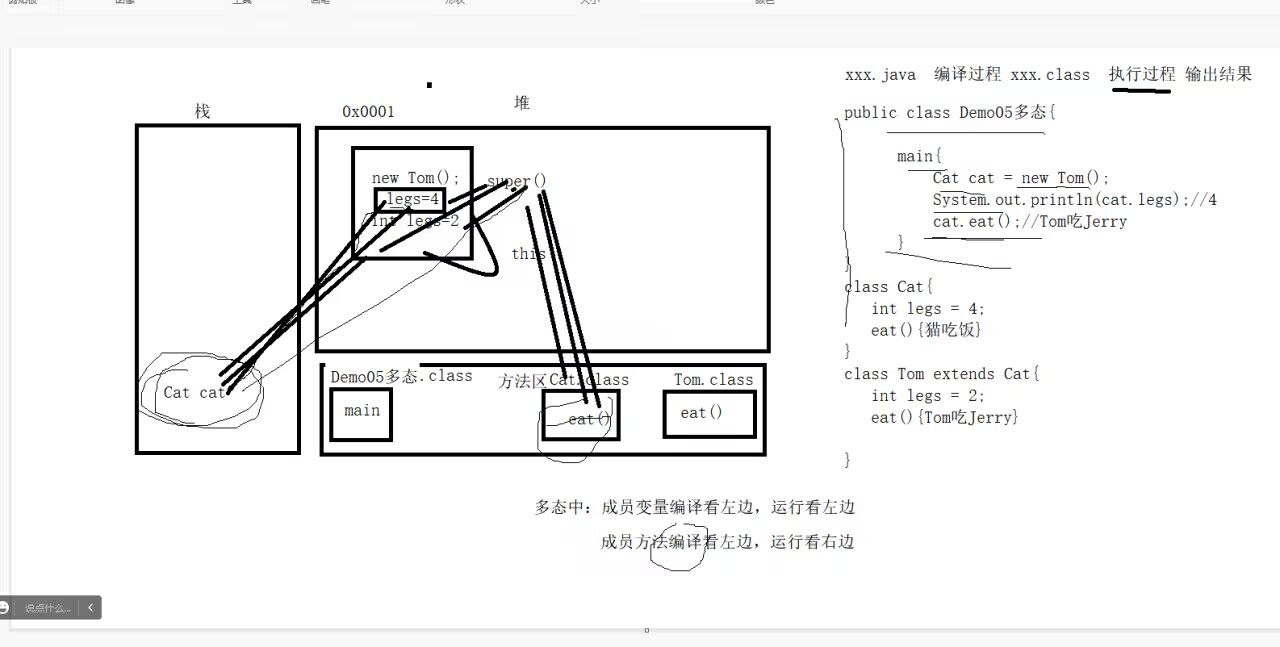 栈
0x0001
堆
new Tom();
legs=4
int legs=2
super()
this
Cat cat
Demo05多态.class
方法区
Cat.class
Tom.class
main
eat()
eat()
xxx.java 编译过程 xxx.class 执行过程 输出结果
public class Demo05多态{
main{
Cat cat = new Tom();
System.out.println(cat.legs);//4
cat.eat();//Tom吃Jerry
}
}
class Cat{
int legs = 4;
eat(){猫吃饭}
}
class Tom extends Cat{
int legs = 2;
eat(){Tom吃Jerry}
}
多态中: 成员变量编译看左边, 运行看左边
成员方法编译看左边, 运行看右边
说点什么...